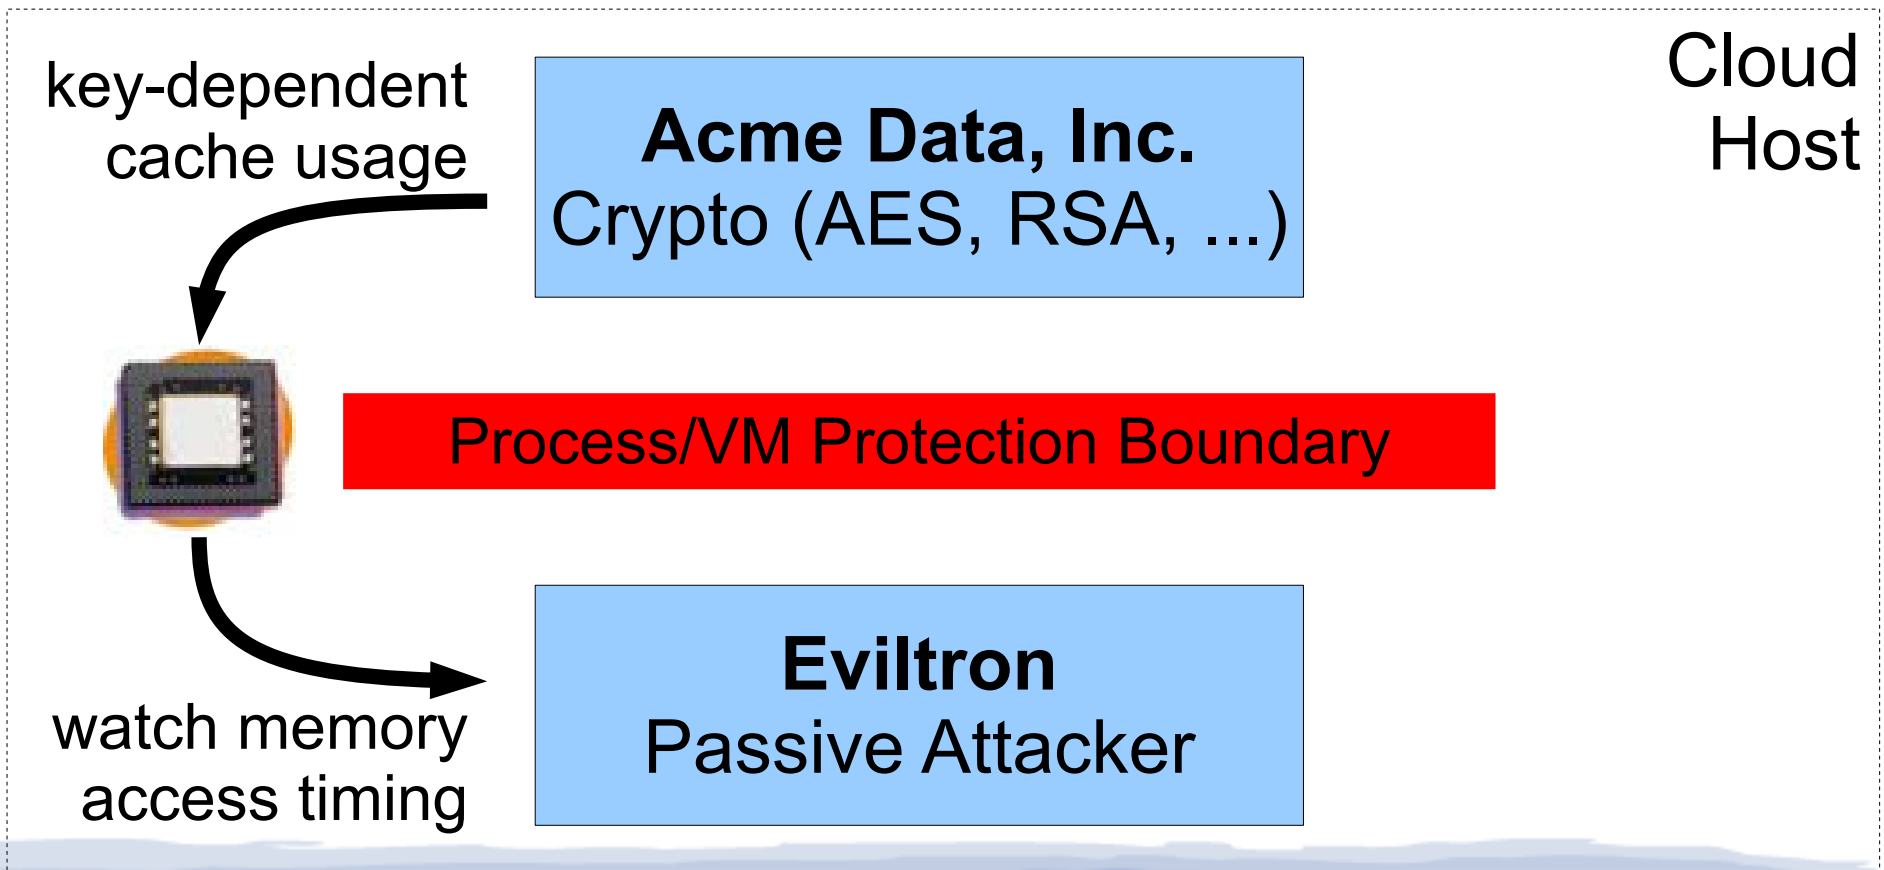 key-dependent
cache usage
Acme Data, Inc.
Crypto (AES, RSA, ...)
Cloud
Host
Process/VM Protection Boundary
Eviltron
Passive Attacker
watch memory
access timing